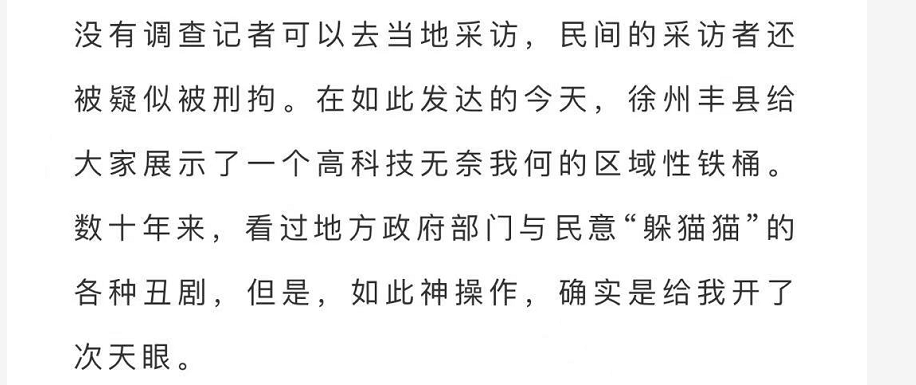 没有调查记者可以去当地采访，民间的采访者还
被疑似被刑拘。在如此发达的今天，徐州丰县给
大家展示了一个高科技无奈我何的区域性铁桶。
数十年来，看过地方政府部门与民意“躲猫猫”的
各种丑剧，但是，如此神操作，确实是给我开了
次天眼。